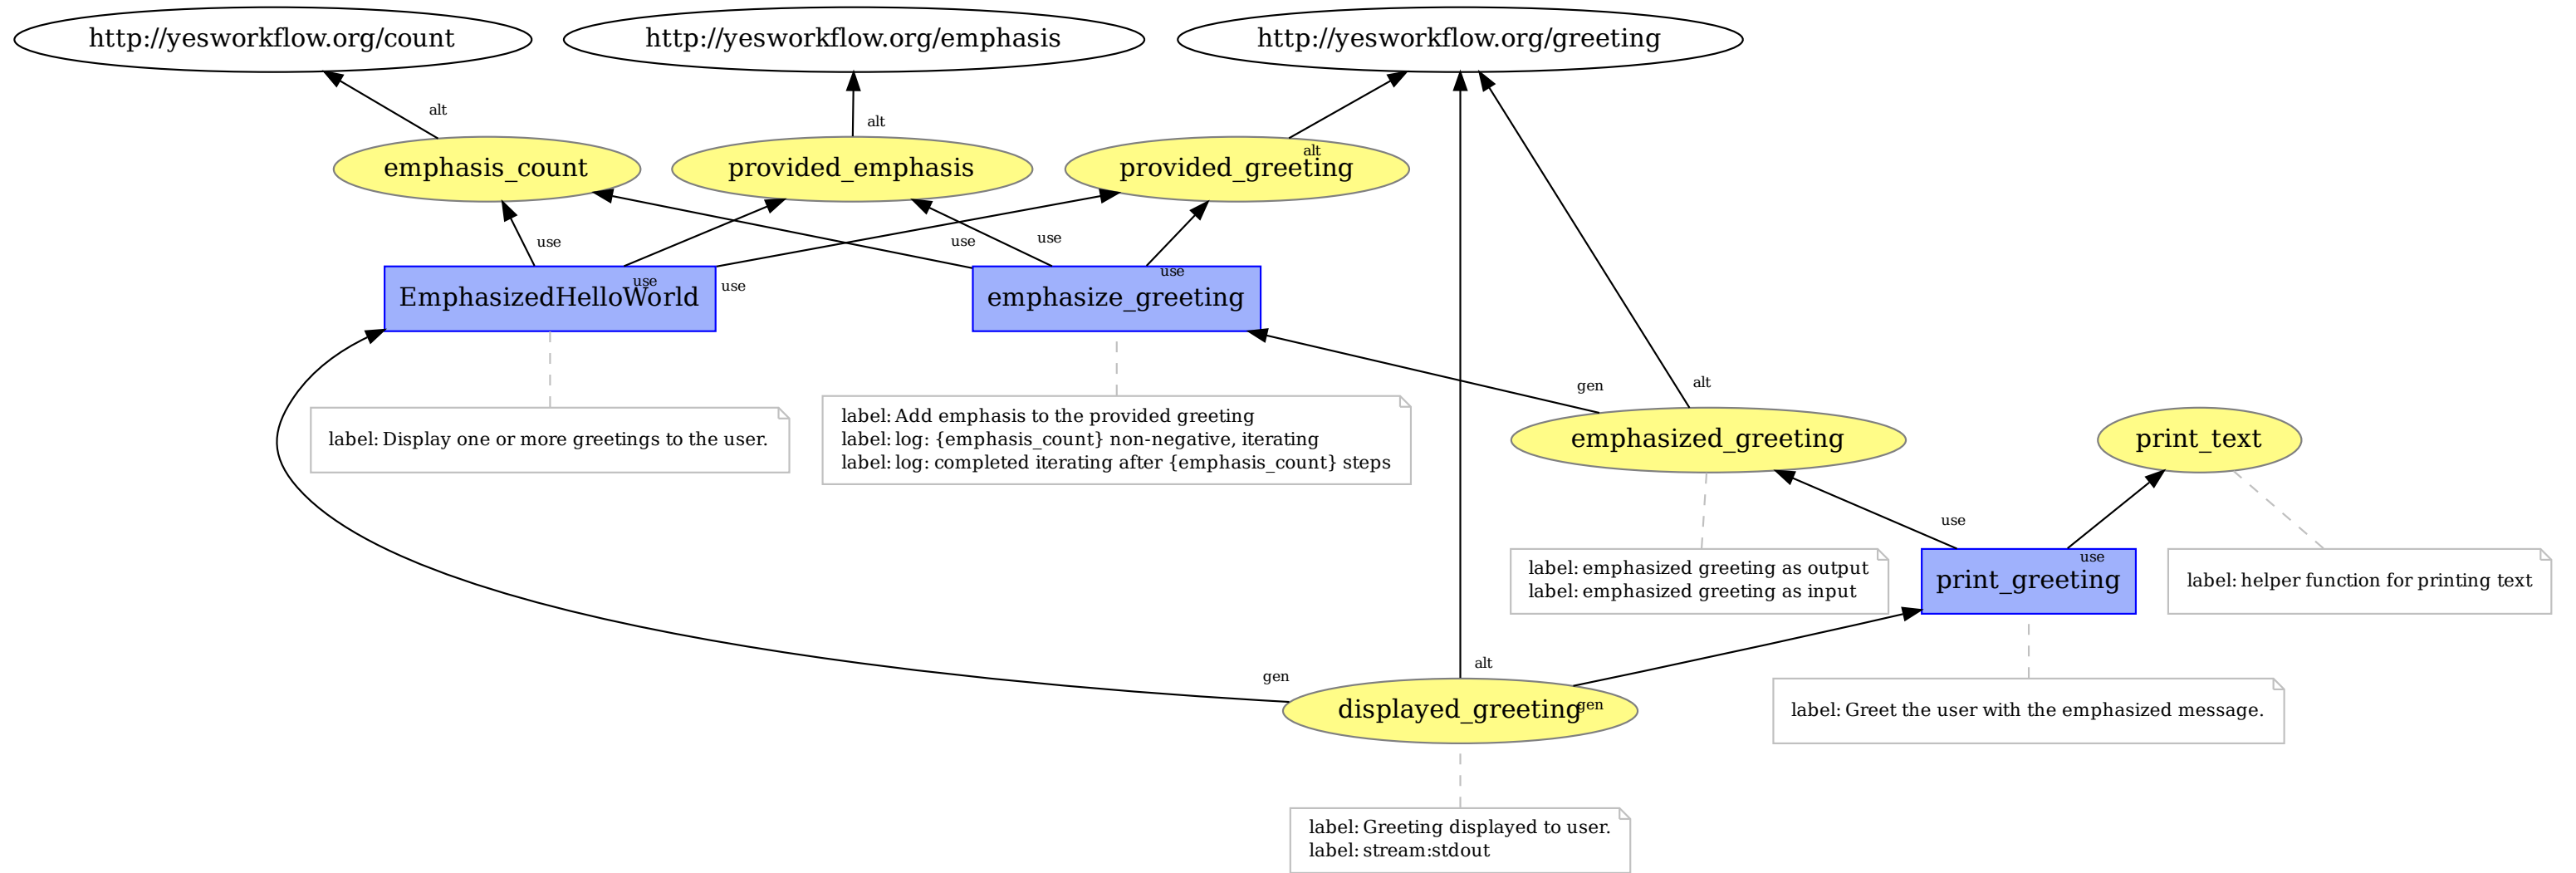 http://yesworkflow.org/count
http://yesworkflow.org/emphasis
http://yesworkflow.org/greeting
alt
alt
alt
emphasis_count
provided_emphasis
provided_greeting
use
use
use
use
use
use
EmphasizedHelloWorld
emphasize_greeting
gen
alt
label: Display one or more greetings to the user.
label: Add emphasis to the provided greeting
label: log: {emphasis_count} non-negative, iterating
label: log: completed iterating after {emphasis_count} steps
emphasized_greeting
print_text
use
use
label: emphasized greeting as output
label: emphasized greeting as input
print_greeting
label: helper function for printing text
gen
alt
gen
displayed_greeting
label: Greet the user with the emphasized message.
label: Greeting displayed to user.
label: stream:stdout